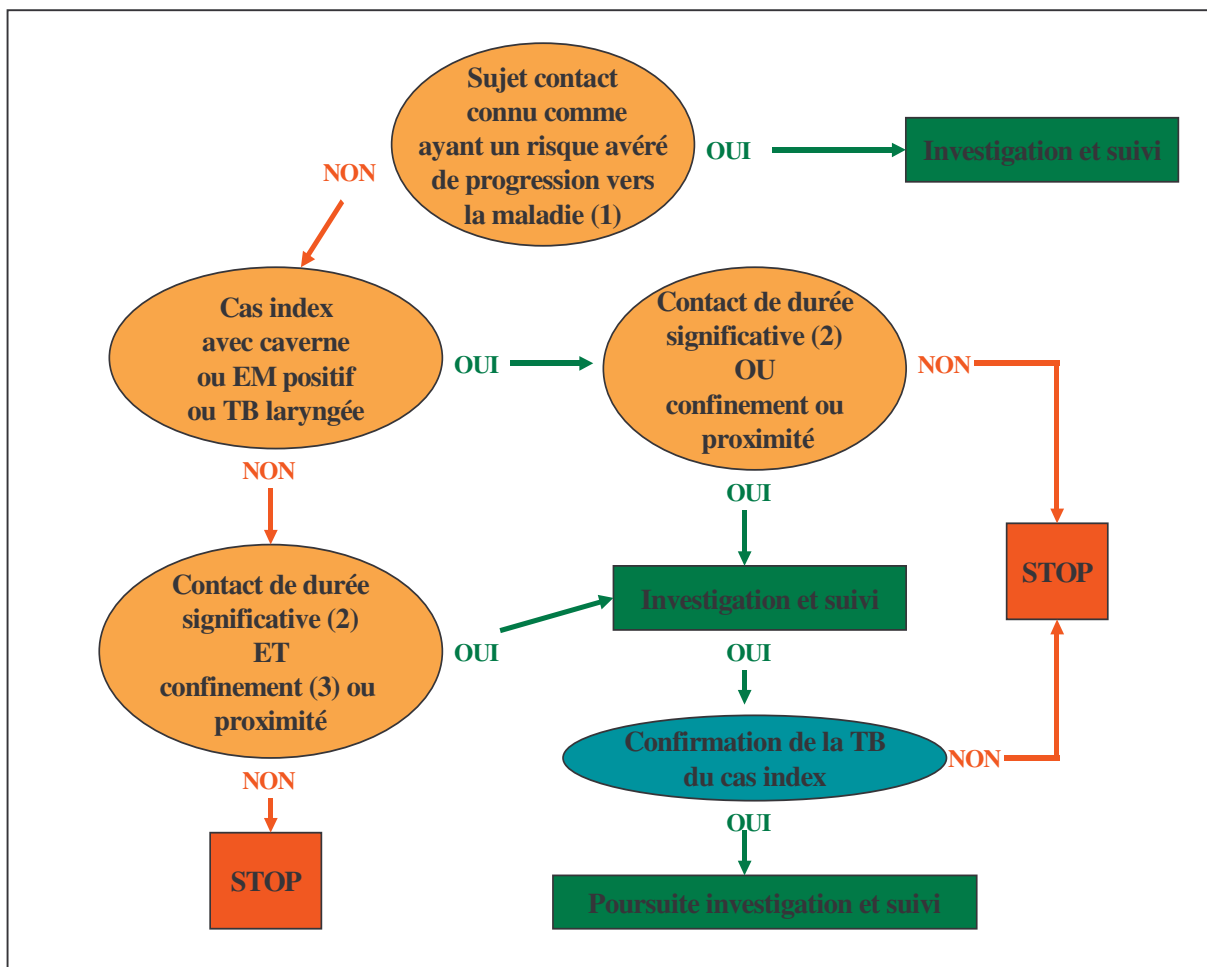 Sujet contact
connu comme
ayant un risque avéré
de progression vers
la maladie (1)
OUI
Investigation et suivi
NON
Cas index
avec caverne
ou EM positif
ou TB laryngée
OUI
Contact de durée
significative (2)
OU
confinement ou
proximité
NON
NON
OUI
STOP
Contact de durée
significative (2)
ET
confinement (3) ou
proximité
OUI
Investigation et suivi
OUI
Confirmation de la TB
du cas index
NON
NON
STOP
OUI
Poursuite investigation et suivi